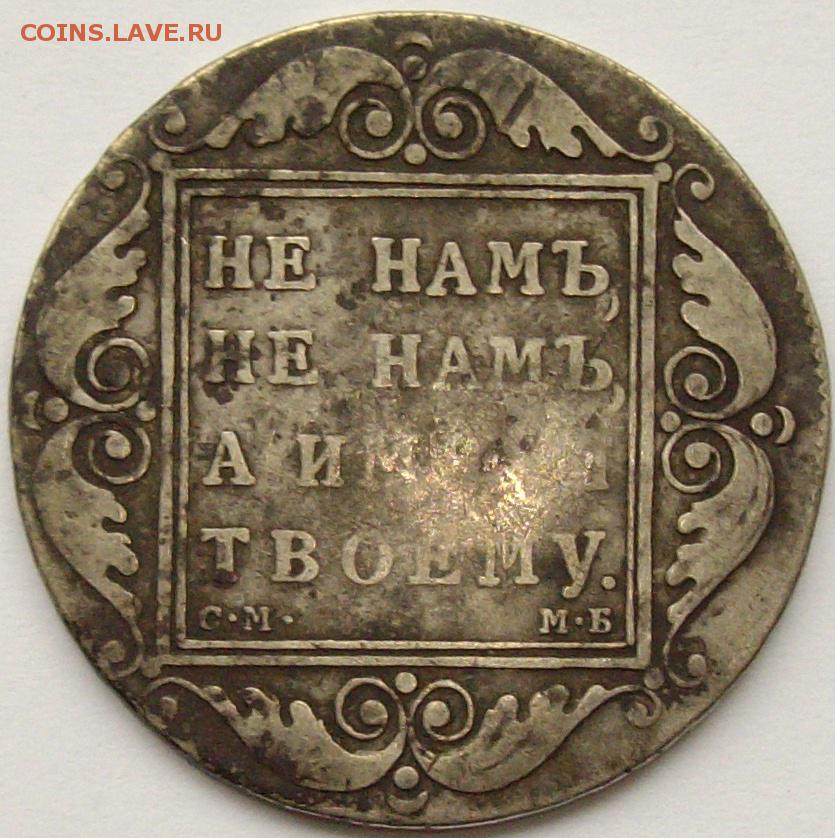 COINS.LAVE.RU
НЕ НАМЪ,
НЕ НАМЪ,
А
ТВОЕМУ.
С·М· М·Б